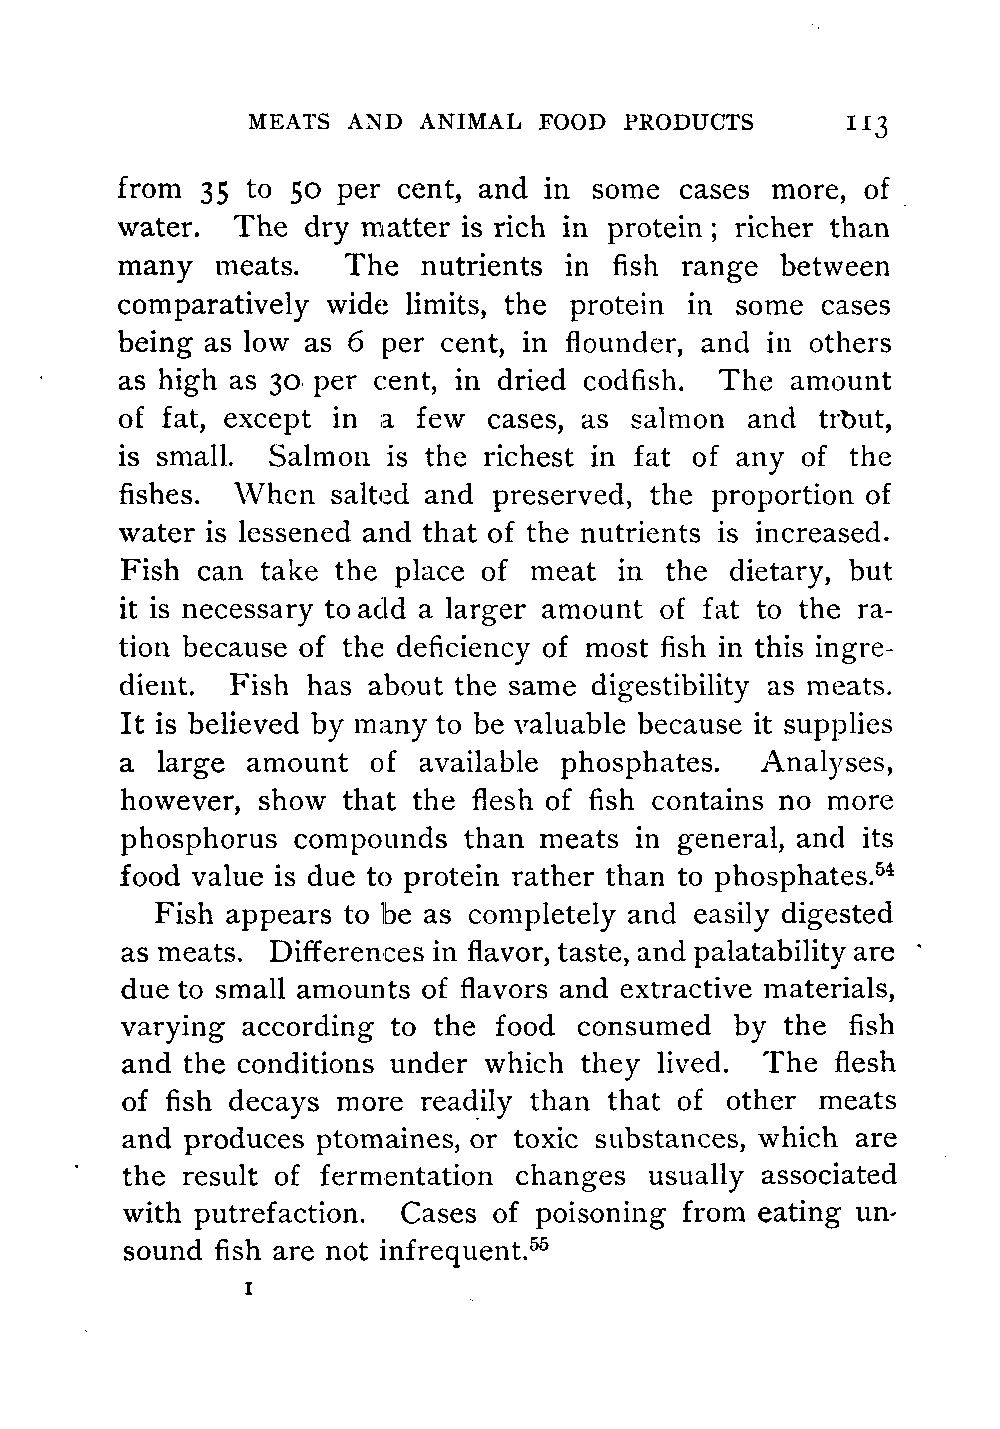 MEATS AND ANIMAL FOOD PRODUCTS 113
from 35 to 50 per cent, and in some cases more, of
water. The dry matter is rich in protein; richer than
many meats. The nutrients in fish range between
comparatively wide limits, the protein in some cases
being as low as 6 per cent, in flounder, and in others
as high as 30 per cent, in dried codfish. The amount
of fat, except in a few cases, as salmon and trout,
is small. Salmon is the richest in fat of any of the
fishes. When salted and preserved, the proportion of
water is lessened and that of the nutrients is increased.
Fish can take the place of meat in the dietary, but
it is necessary to add a larger amount of fat to the ra-
tion because of the deficiency of most fish in this ingre-
dient. Fish has about the same digestibility as meats.
It is believed by many to be valuable because it supplies
a large amount of available phosphates. Analyses,
however, show that the flesh of fish contains no more
phosphorus compounds than meats in general, and its
food value is due to protein rather than to phosphates.⁵⁴
Fish appears to be as completely and easily digested
as meats. Differences in flavor, taste, and palatability are
due to small amounts of flavors and extractive materials,
varying according to the food consumed by the fish
and the conditions under which they lived. The flesh
of fish decays more readily than that of other meats
and produces ptomaines, or toxic substances, which are
the result of fermentation changes usually associated
with putrefaction. Cases of poisoning from eating un-
sound fish are not infrequent.⁵⁵
I